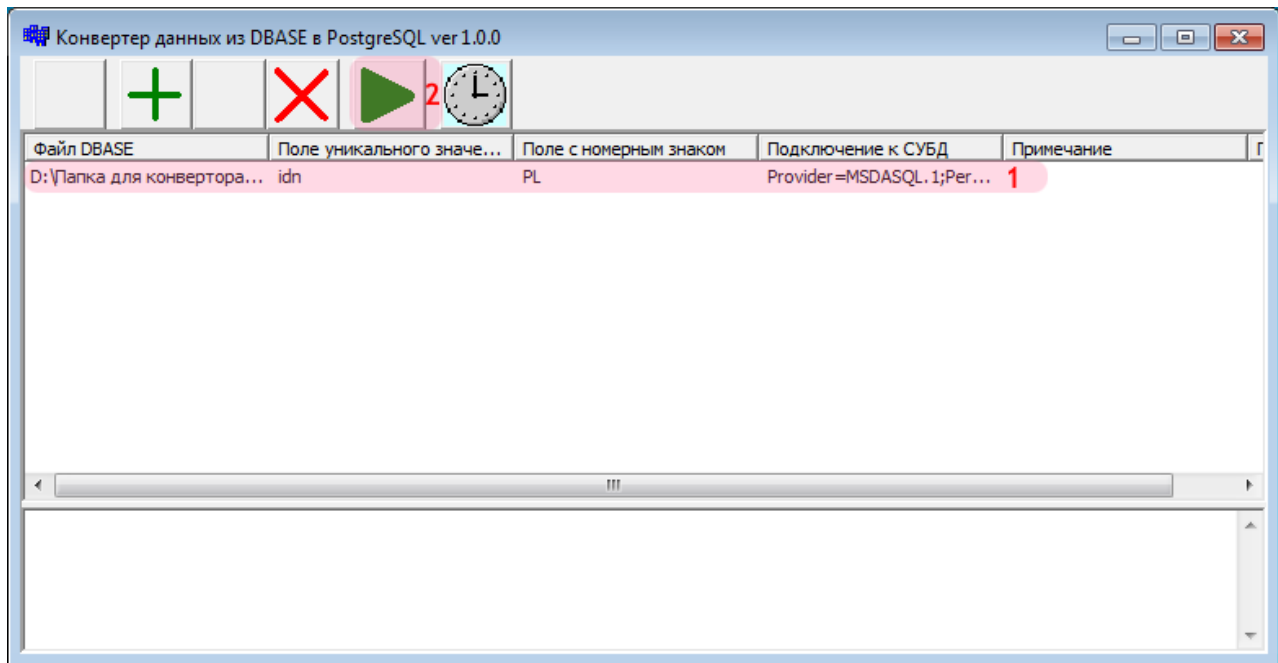 Конвертер данных из DBASE в PostgreSQL ver 1.0.0
2
Файл DBASE Поле уникального значе... Поле с номерным знаком Подключение к СУБД Примечание
D:\Папка для конвертора... idn PL Provider=MSDASQL.1;Per... 1